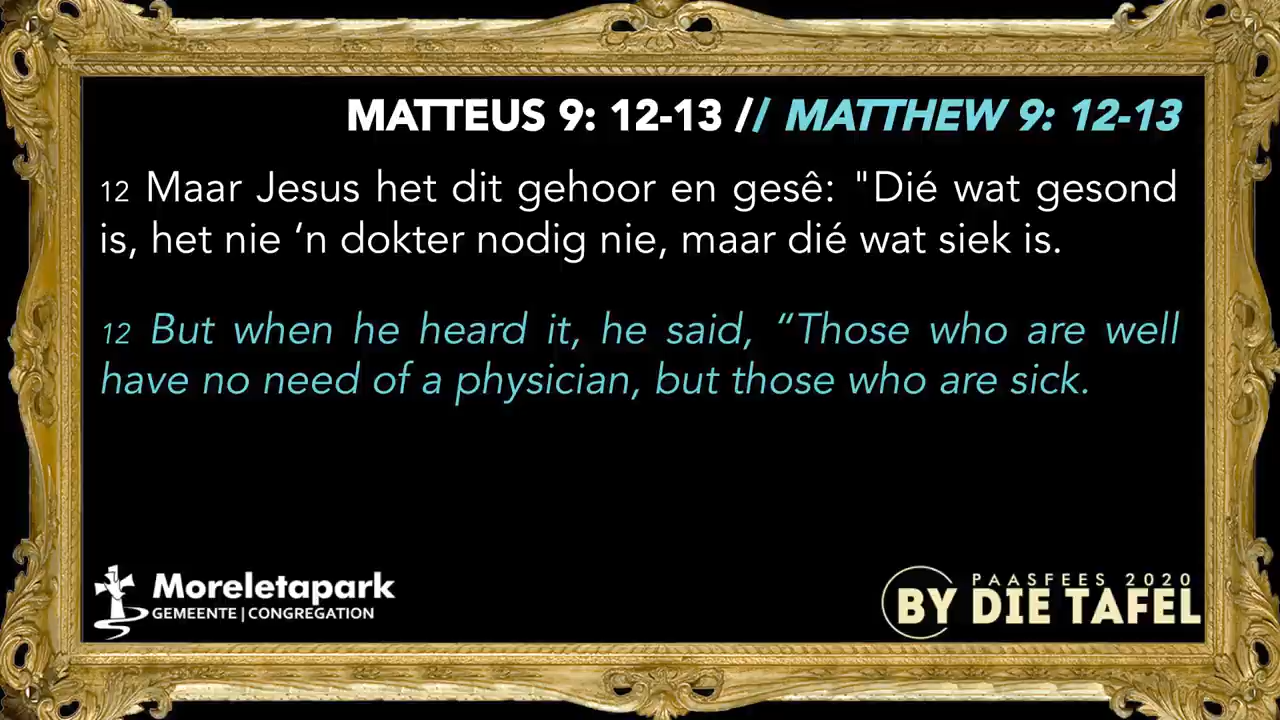 MATTEUS 9: 12-13 // MATTHEW 9: 12-13
12 Maar Jesus het dit gehoor en gesê: "Dié wat gesond
is, het nie ‘n dokter nodig nie, maar dié wat siek is.
12 But when he heard it, he said, “Those who are well
have no need of a physician, but those who are sick.
Moreletapark
GEMEENTE | CONGREGATION
PAASFEES 2020
BY DIE TAFEL